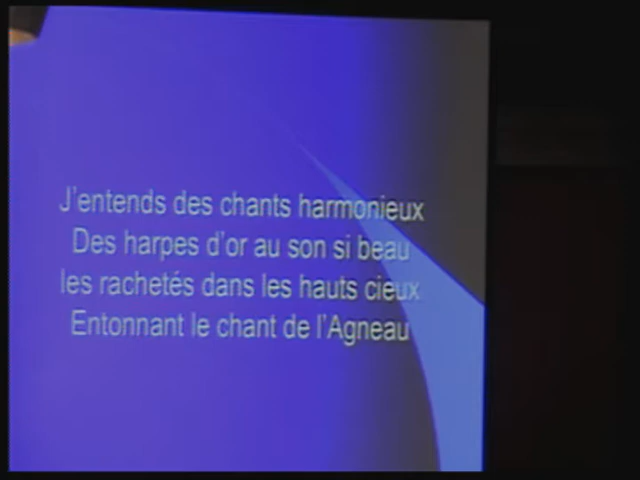 J'entends des chants harmonieux
Des harpes d'or au son si beau
les rachetés dans les hauts cieux
Entonnant le chant de l'Agneau